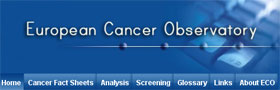 European Cancer Observatory
Home Cancer Fact Sheets Analysis Screening Glossary Links About ECO